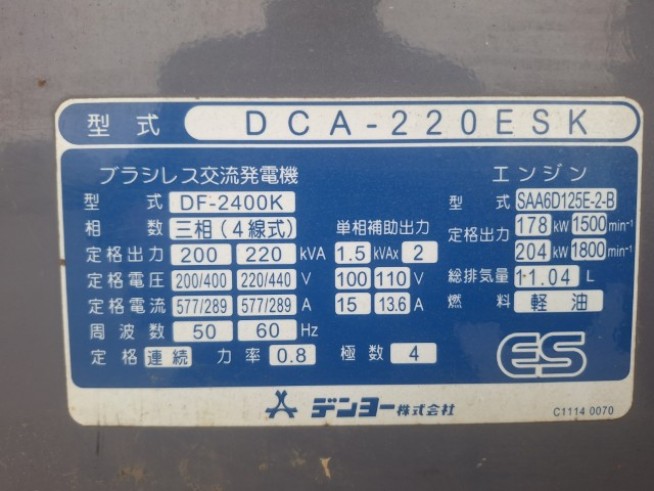 型式 DCA-220ESK
ブラシレス交流発電機
型式 DF-2400K
相数 三相(4線式) 単相補助出力
定格出力 200 220 kVA 1.5 kVAx 2
定格電圧 200/400 220/440 V 100 110 V
定格電流 577/289 577/289 A 15 13.6 A
周波数 50 60 Hz
定格 連続 力率 0.8 極数 4
エンジン
型式 SAA6D125E-2-B
定格出力 178 kW 1500 min⁻¹
204 kW 1800 min⁻¹
総排気量 11.04 L
燃料 軽油
ES
デンヨー株式会社
C1114 0070